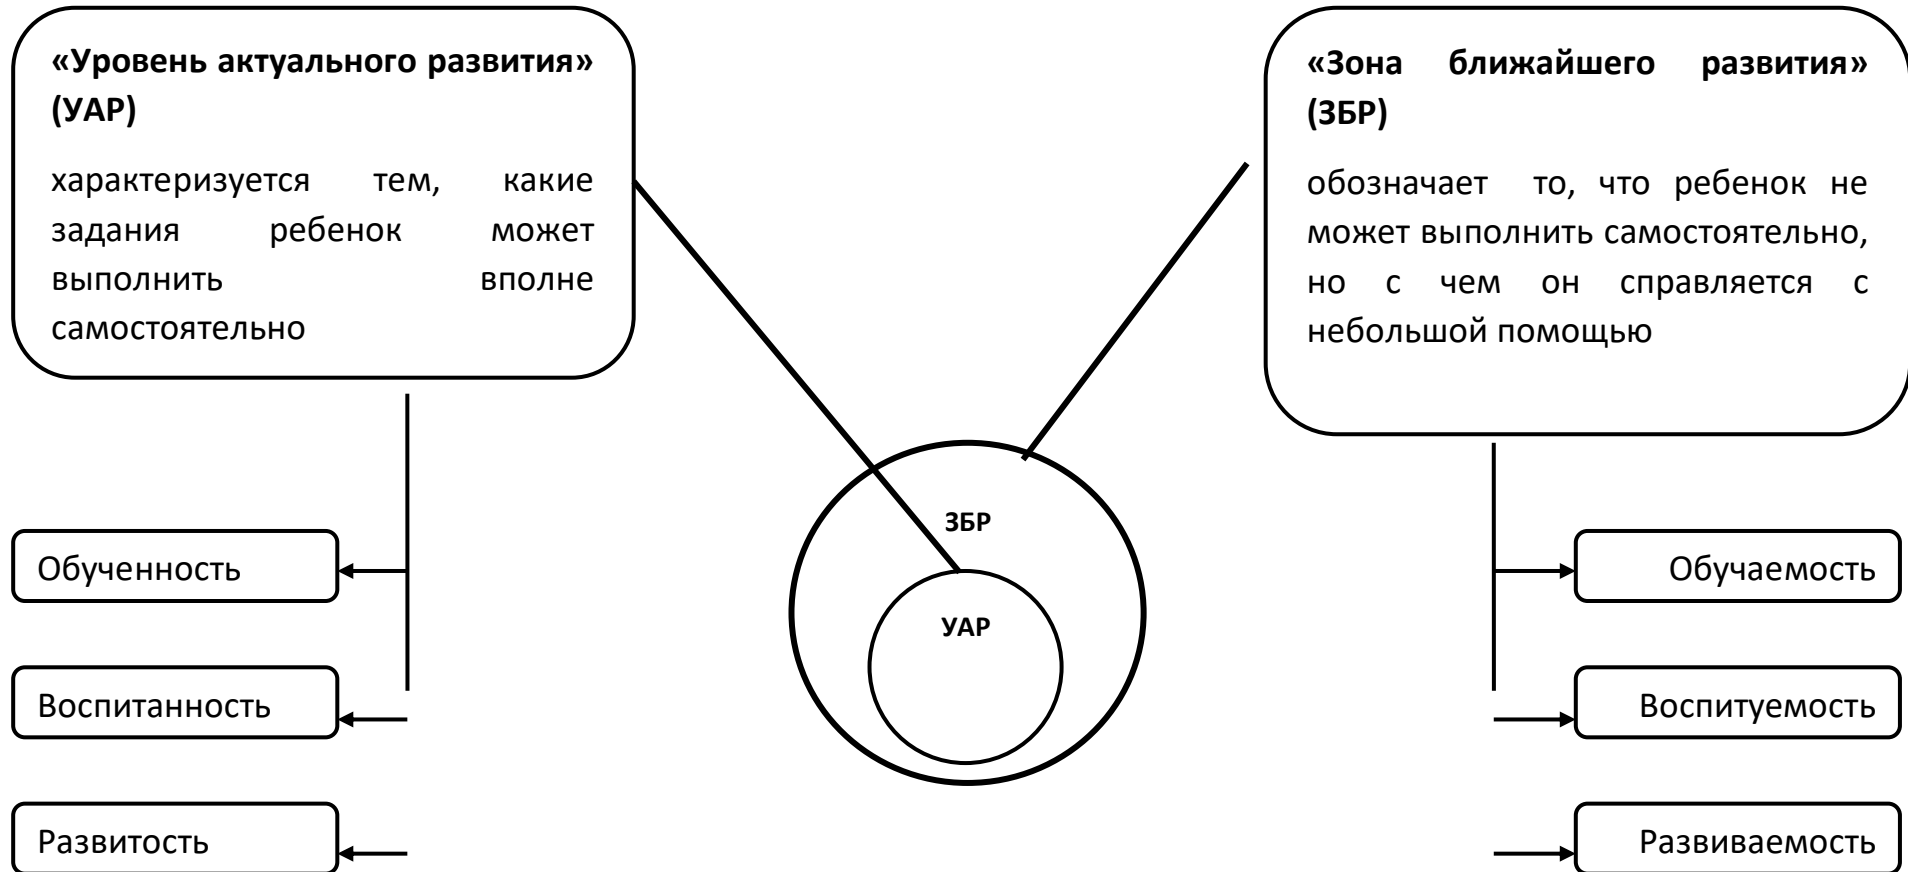 «Уровень актуального развития»
(УАР)
характеризуется тем, какие
задания ребенок может
выполнить вполне
самостоятельно
«Зона ближайшего развития»
(ЗБР)
обозначает то, что ребенок не
может выполнить самостоятельно,
но с чем он справляется с
небольшой помощью
ЗБР
УАР
Обученность
Воспитанность
Развитость
Обучаемость
Воспитуемость
Развиваемость